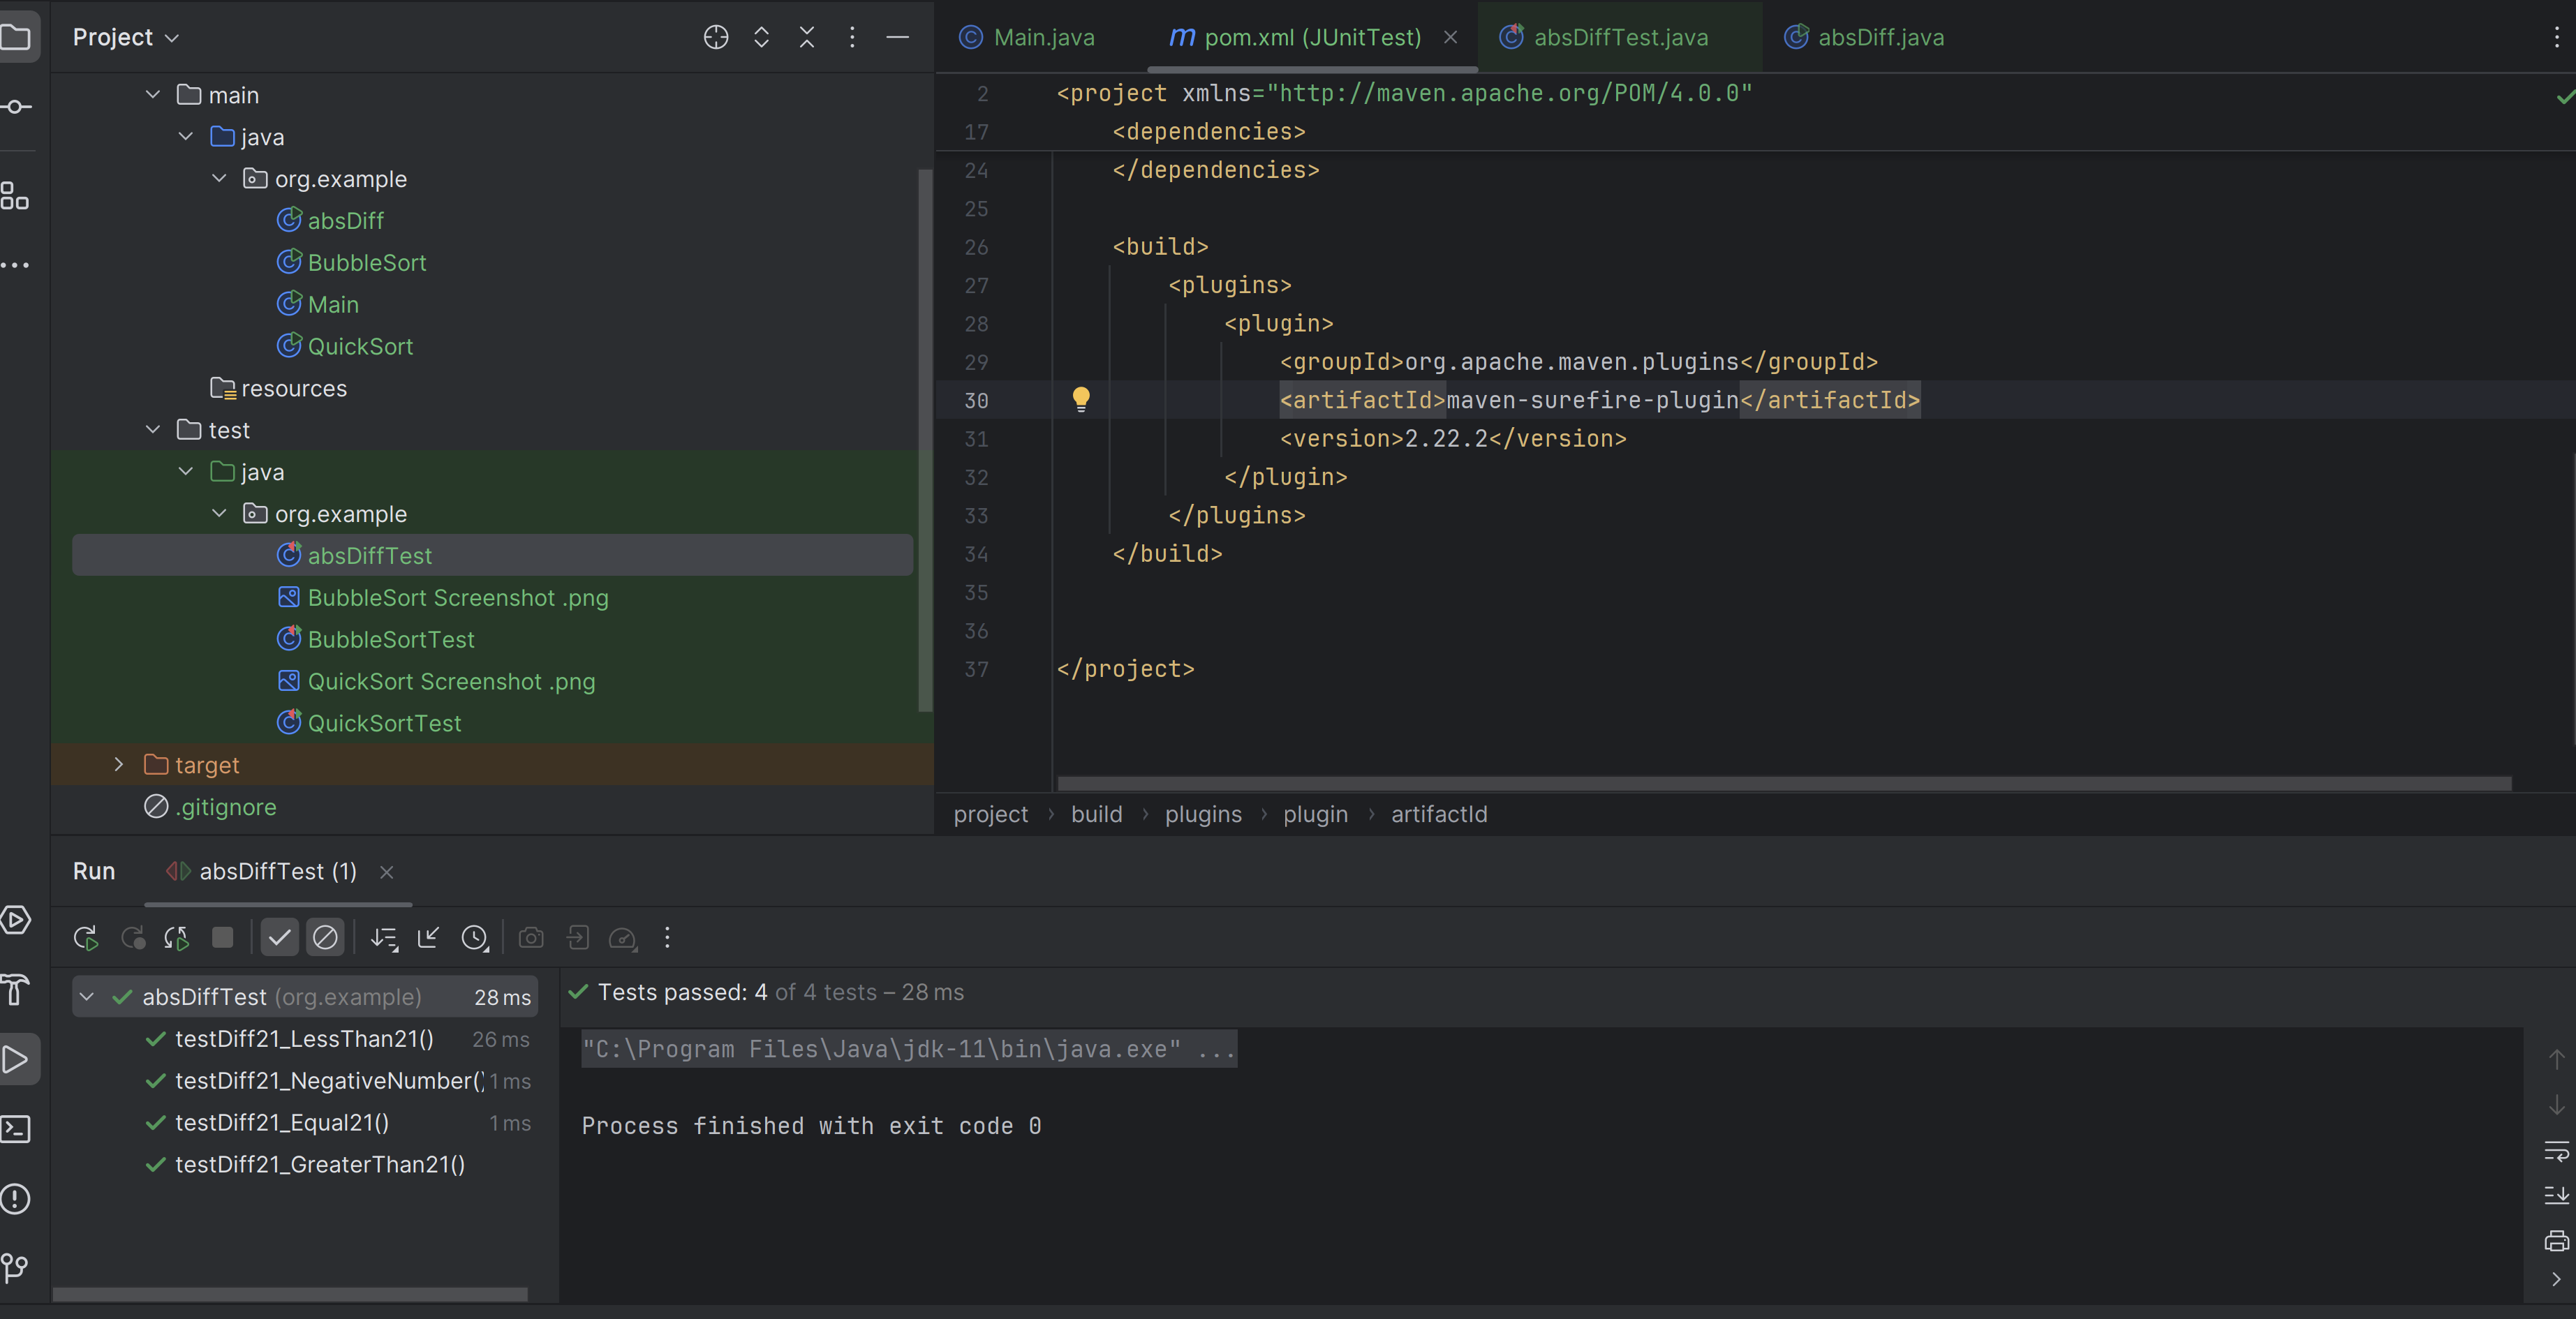 Project
main
java
org.example
absDiff
BubbleSort
Main
QuickSort
resources
test
java
org.example
absDiffTest
BubbleSort Screenshot .png
BubbleSortTest
QuickSort Screenshot .png
QuickSortTest
target
.gitignore
Main.java
pom.xml (JUnitTest)
absDiffTest.java
absDiff.java
2 <project xmlns="http://maven.apache.org/POM/4.0.0"
17 <dependencies>
24 </dependencies>
25
26 <build>
27 <plugins>
28 <plugin>
29 <groupId>org.apache.maven.plugins</groupId>
30 <artifactId>maven-surefire-plugin</artifactId>
31 <version>2.22.2</version>
32 </plugin>
33 </plugins>
34 </build>
35
36
37 </project>
project › build › plugins › plugin › artifactId
Run absDiffTest (1)
absDiffTest (org.example) 28 ms
testDiff21_LessThan21() 26 ms
testDiff21_NegativeNumber() 1 ms
testDiff21_Equal21() 1 ms
testDiff21_GreaterThan21()
Tests passed: 4 of 4 tests – 28 ms
"C:\Program Files\Java\jdk-11\bin\java.exe" ...
Process finished with exit code 0